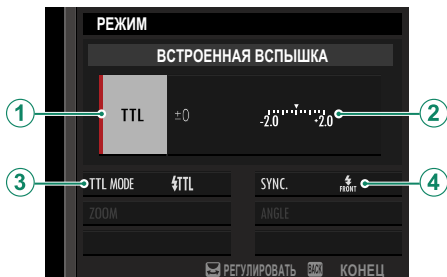 РЕЖИМ
ВСТРОЕННАЯ ВСПЫШКА
1 TTL ±0 -2.0 +2.0 2
3 TTL MODE TTL SYNC. FRONT 4
ZOOM ANGLE
РЕГУЛИРОВАТЬ BACK КОНЕЦ